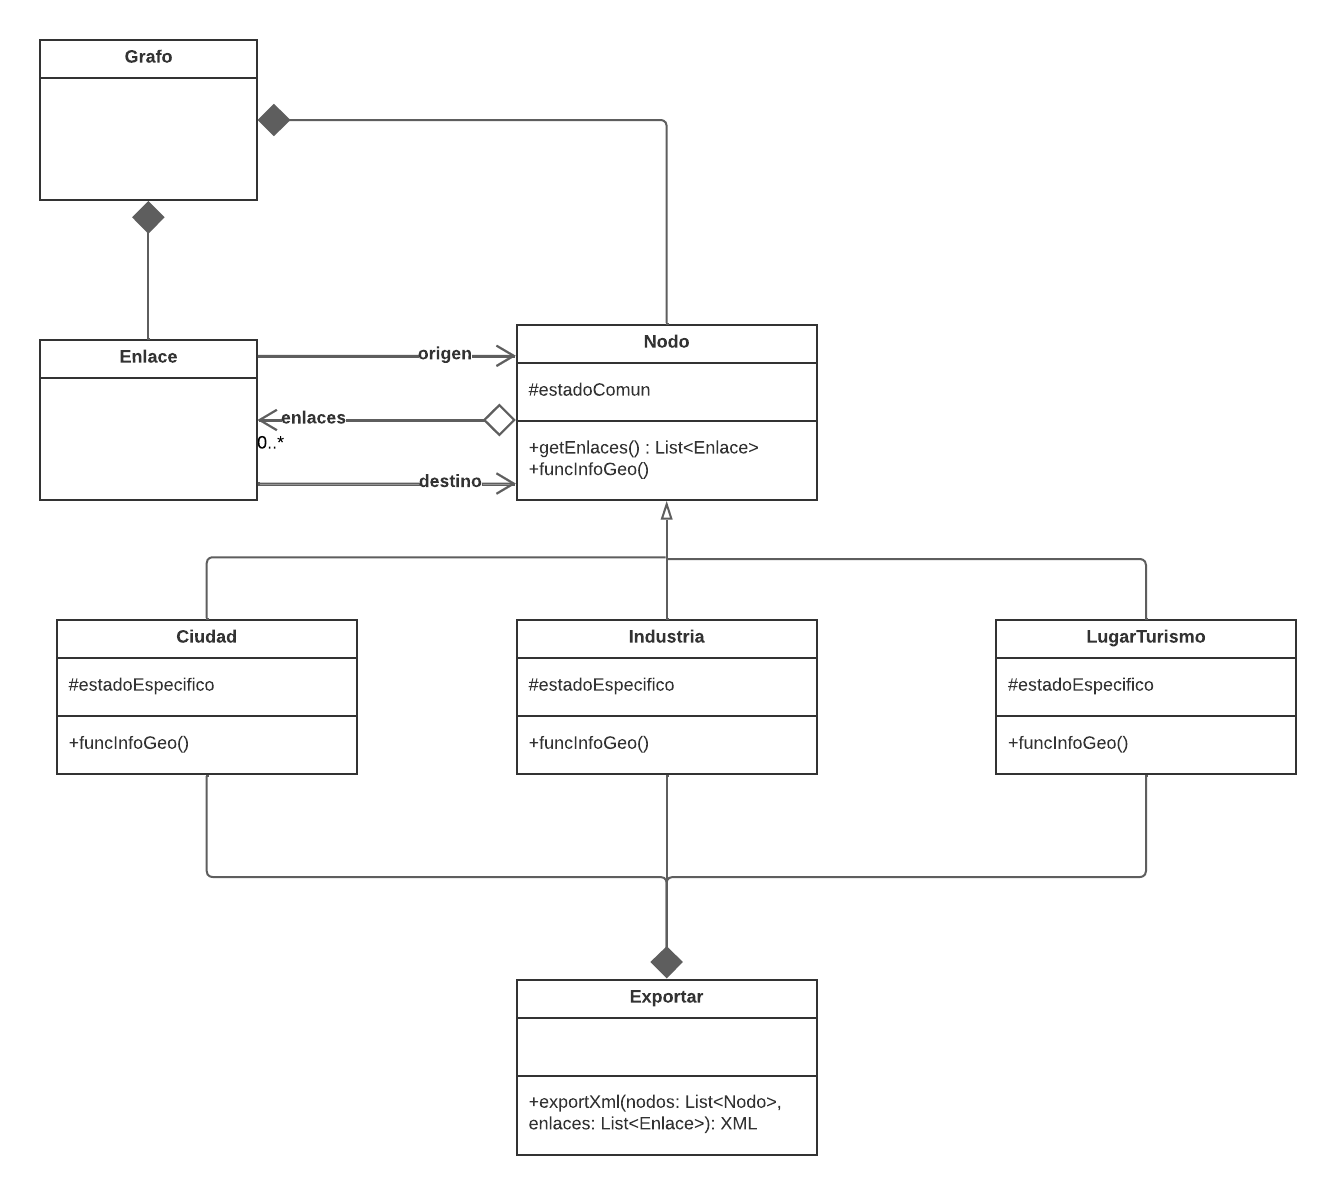 Grafo
Enlace
origen
enlaces
0..*
destino
Nodo
#estadoComun
+getEnlaces() : List<Enlace>
+funcInfoGeo()
Ciudad
#estadoEspecifico
+funcInfoGeo()
Industria
#estadoEspecifico
+funcInfoGeo()
LugarTurismo
#estadoEspecifico
+funcInfoGeo()
Exportar
+exportXml(nodos: List<Nodo>,
enlaces: List<Enlace>): XML